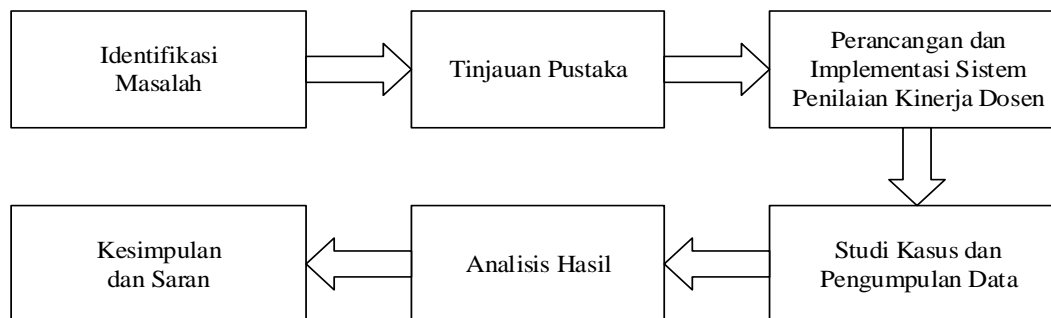 Identifikasi
Masalah
Tinjauan Pustaka
Perancangan dan
Implementasi Sistem
Penilaian Kinerja Dosen
Studi Kasus dan
Pengumpulan Data
Analisis Hasil
Kesimpulan
dan Saran